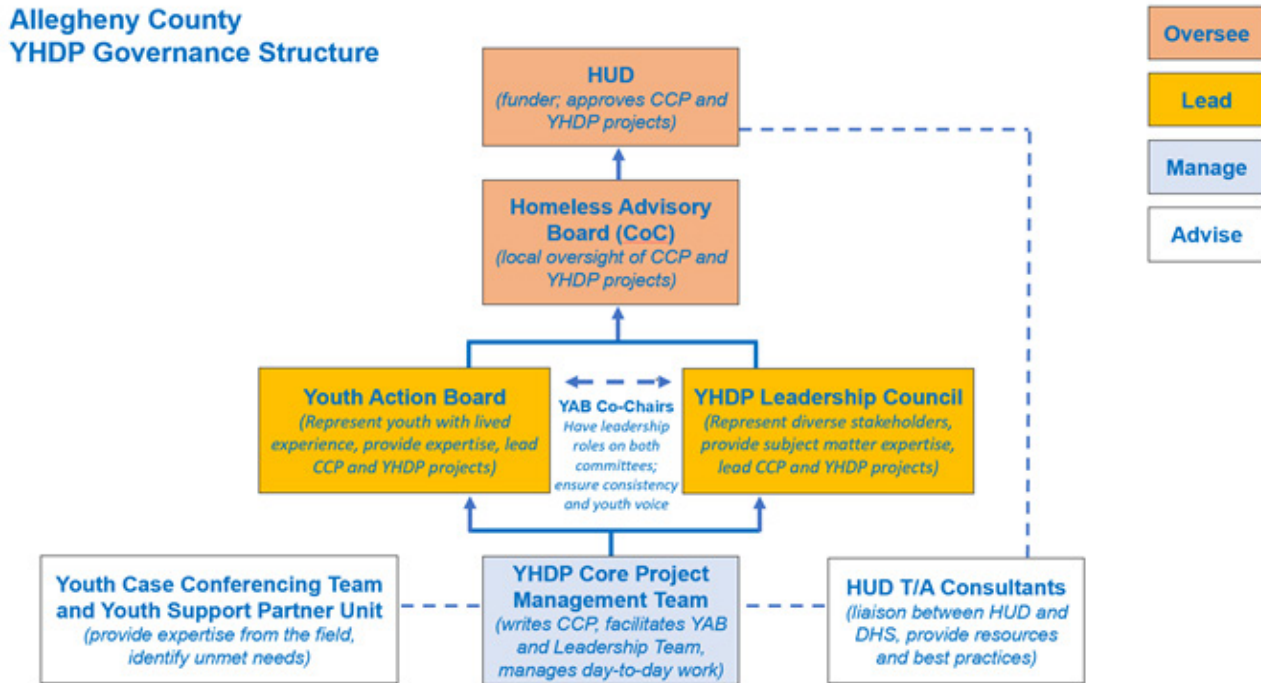 Allegheny County
YHDP Governance Structure
Oversee
Lead
Manage
Advise
HUD
(funder; approves CCP and
YHDP projects)
Homeless Advisory
Board (CoC)
(local oversight of CCP and
YHDP projects)
Youth Action Board
(Represent youth with lived
experience, provide expertise, lead
CCP and YHDP projects)
YAB Co-Chairs
Have leadership
roles on both
committees;
ensure consistency
and youth voice
YHDP Leadership Council
(Represent diverse stakeholders,
provide subject matter expertise,
lead CCP and YHDP projects)
Youth Case Conferencing Team
and Youth Support Partner Unit
(provide expertise from the field,
identify unmet needs)
YHDP Core Project
Management Team
(writes CCP, facilitates YAB
and Leadership Team,
manages day-to-day work)
HUD T/A Consultants
(liaison between HUD and
DHS, provide resources
and best practices)